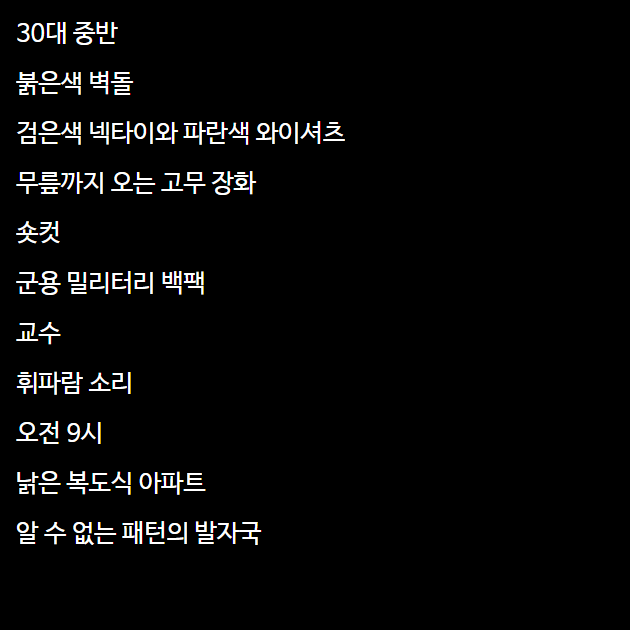 30대 중반
붉은색 벽돌
검은색 넥타이와 파란색 와이셔츠
무릎까지 오는 고무 장화
숏컷
군용 밀리터리 백팩
교수
휘파람 소리
오전 9시
낡은 복도식 아파트
알 수 없는 패턴의 발자국